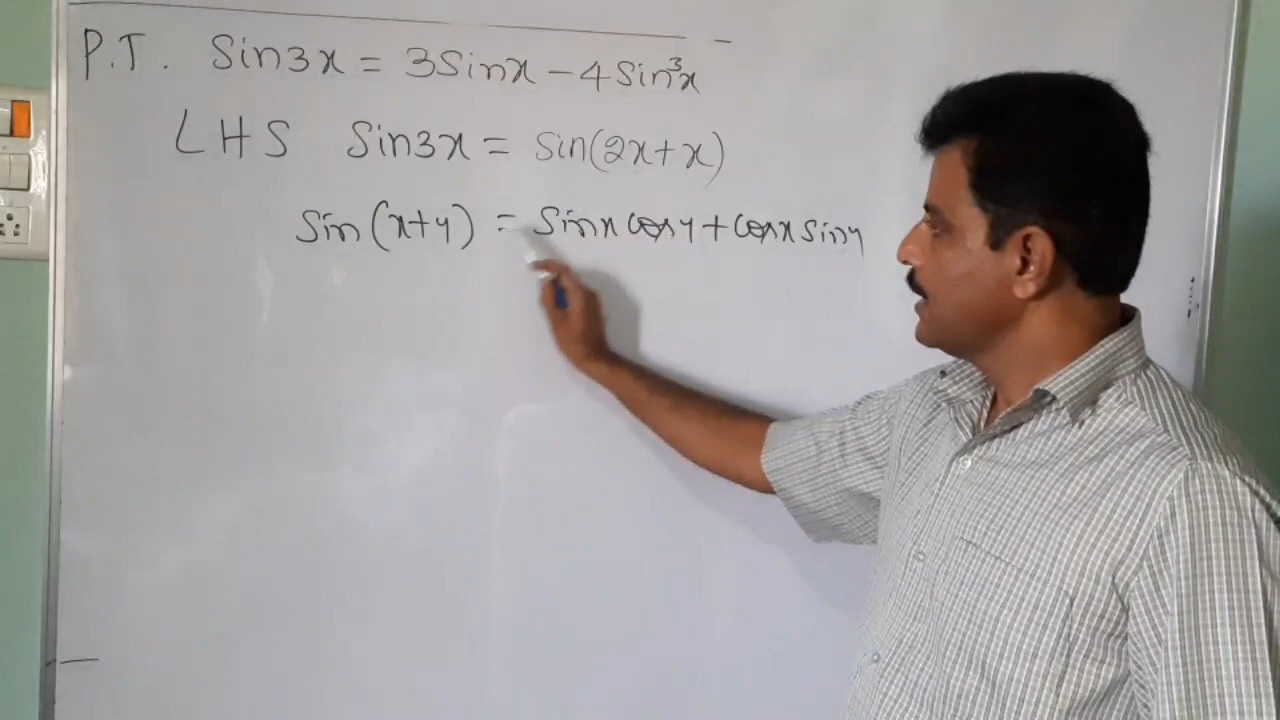 P.T. Sin3x = 3Sinx - 4Sin³x
LHS Sin3x = Sin(2x+x)
Sin(x+y) = Sinx cosy + cosx siny